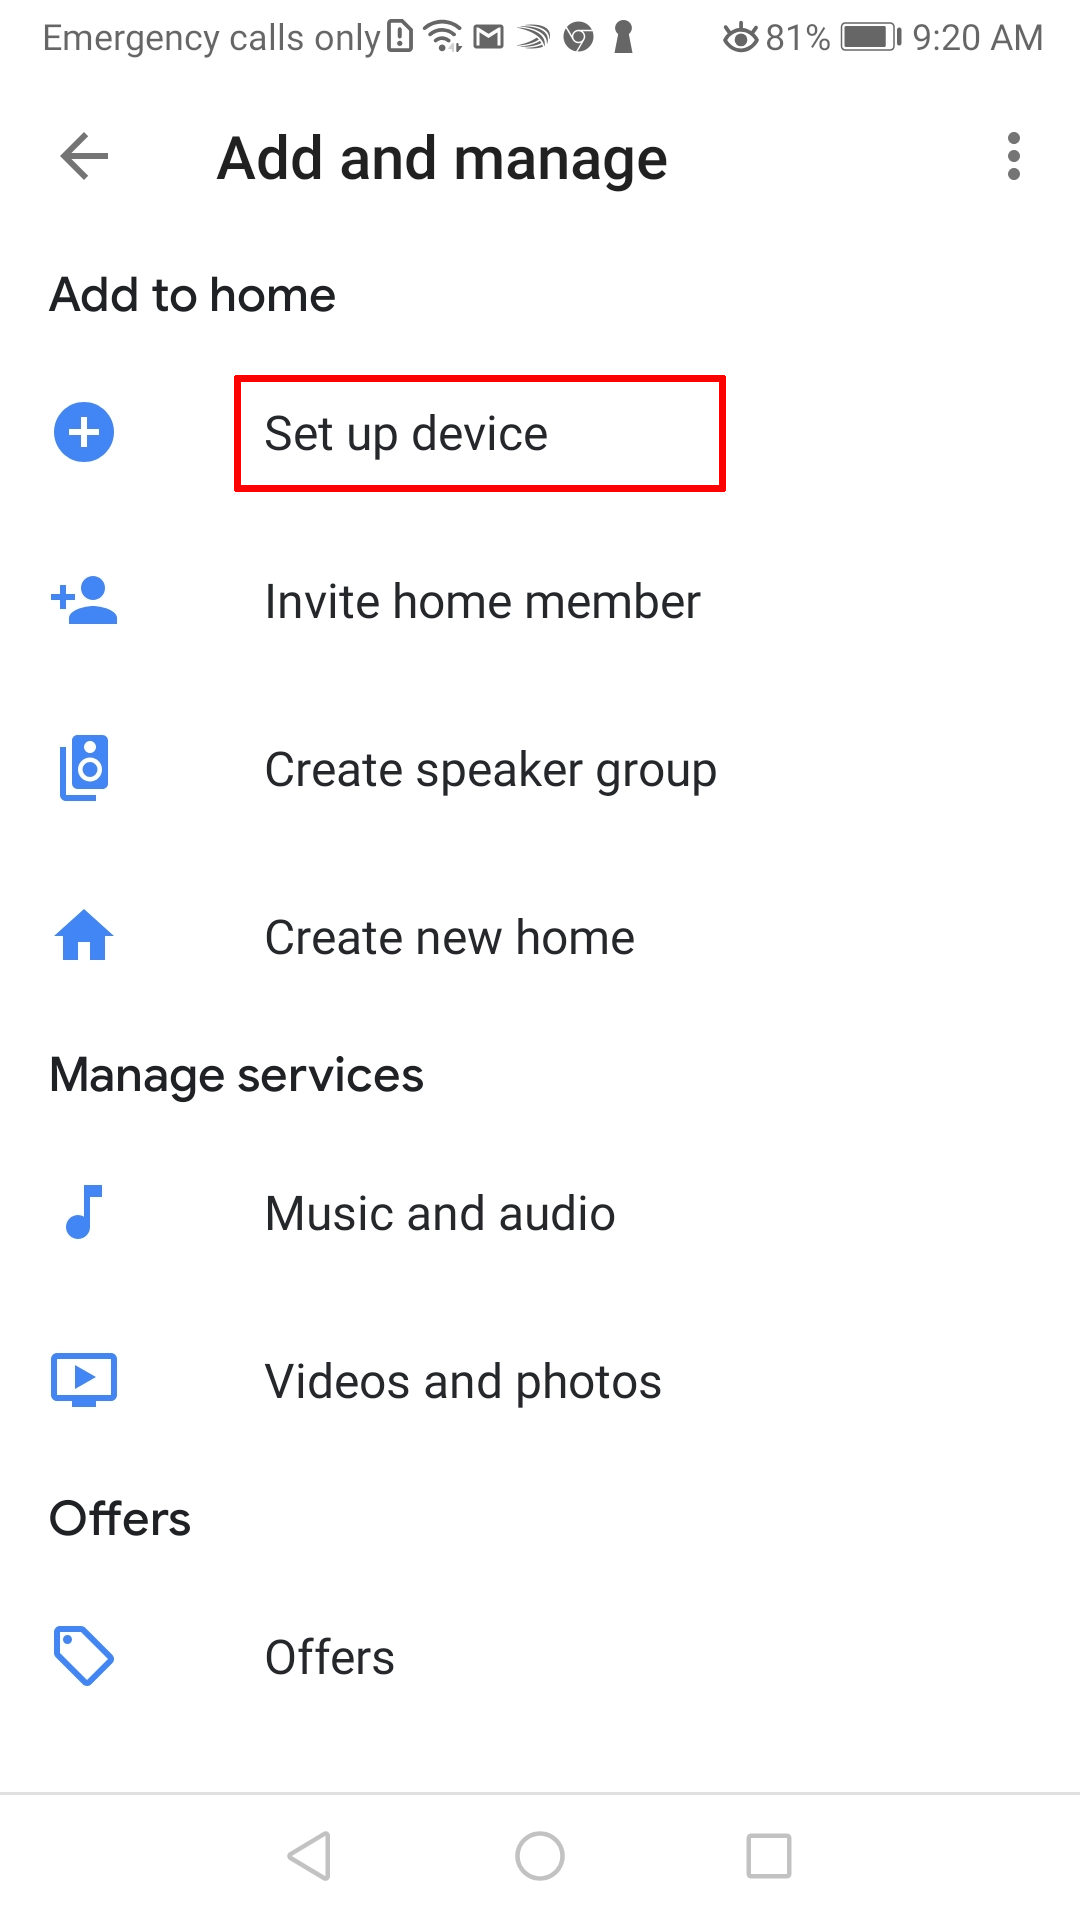 Emergency calls only 81% 9:20 AM
Add and manage
Add to home
Set up device
Invite home member
Create speaker group
Create new home
Manage services
Music and audio
Videos and photos
Offers
Offers